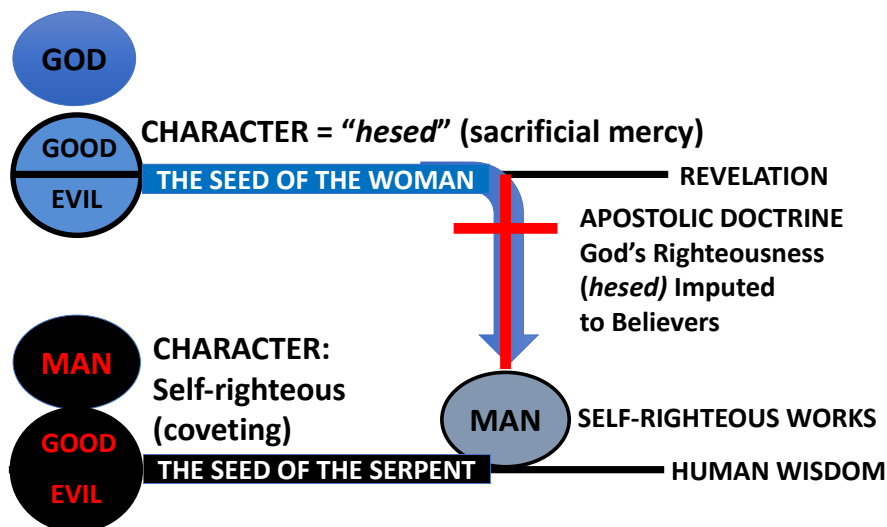 GOD
CHARACTER = “hesed” (sacrificial mercy)
GOOD
EVIL
THE SEED OF THE WOMAN
REVELATION
APOSTOLIC DOCTRINE
God’s Righteousness
(hesed) Imputed
to Believers
MAN
CHARACTER:
Self-righteous
(coveting)
GOOD
EVIL
THE SEED OF THE SERPENT
MAN
SELF-RIGHTEOUS WORKS
HUMAN WISDOM